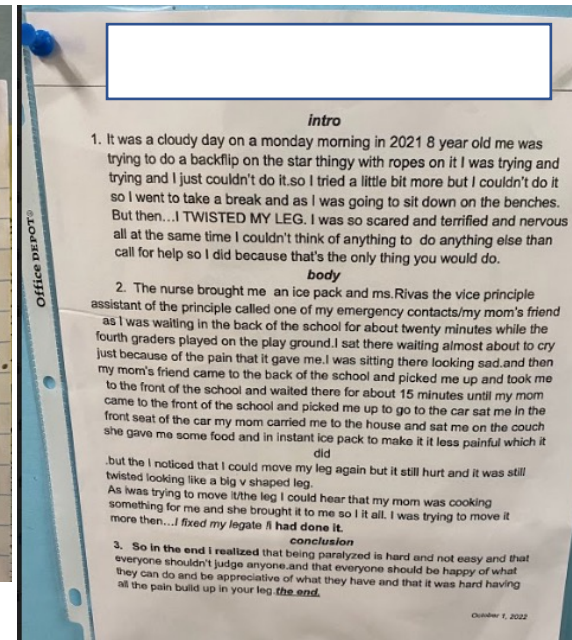 intro
1. It was a cloudy day on a monday morning in 2021 8 year old me was
trying to do a backflip on the star thingy with ropes on it I was trying and
trying and I just couldn't do it.so I tried a little bit more but I couldn't do it
so I went to take a break and as I was going to sit down on the benches.
But then...I TWISTED MY LEG. I was so scared and terrified and nervous
all at the same time I couldn't think of anything to do anything else than
call for help so I did because that's the only thing you would do.
body
2. The nurse brought me an ice pack and ms.Rivas the vice principle
assistant of the principle called one of my emergency contacts/my mom's friend
as I was waiting in the back of the school for about twenty minutes while the
fourth graders played on the play ground.I sat there waiting almost about to cry
just because of the pain that it gave me.I was sitting there looking sad.and then
my mom's friend came to the back of the school and picked me up and took me
to the front of the school and waited there for about 15 minutes until my mom
came to the front of the school and picked me up to go to the car sat me in the
front seat of the car my mom carried me to the house and sat me on the couch
she gave me some food and in instant ice pack to make it it less painful which it
did
.but the I noticed that I could move my leg again but it still hurt and it was still
twisted looking like a big v shaped leg.
As iwas trying to move it/the leg I could hear that my mom was cooking
something for me and she brought it to me so I it all. I was trying to move it
more then...I fixed my legate I had done it.
conclusion
3. So in the end I realized that being paralyzed is hard and not easy and that
everyone shouldn't judge anyone.and that everyone should be happy of what
they can do and be appreciative of what they have and that it was hard having
all the pain build up in your leg.the end.
October 1, 2022
Office DEPOT®